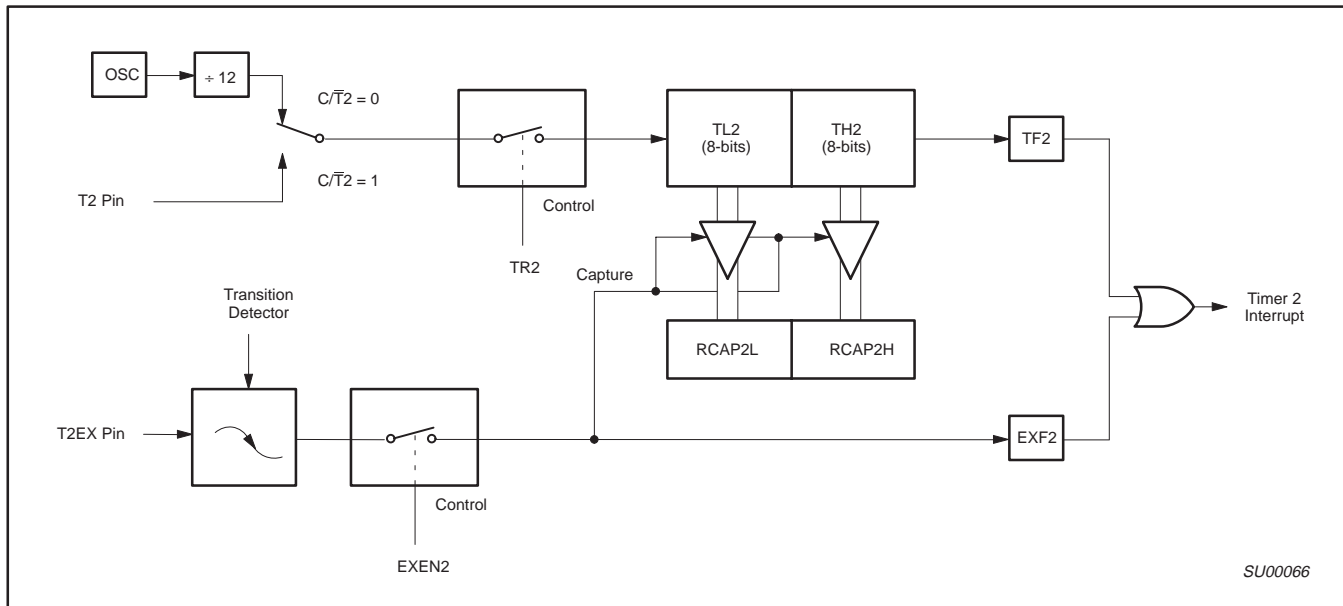 OSC
÷ 12
C/T̅2 = 0
C/T̅2 = 1
T2 Pin
Control
TR2
TL2
(8-bits)
TH2
(8-bits)
TF2
Capture
RCAP2L
RCAP2H
Timer 2
Interrupt
Transition
Detector
T2EX Pin
Control
EXEN2
EXF2
SU00066